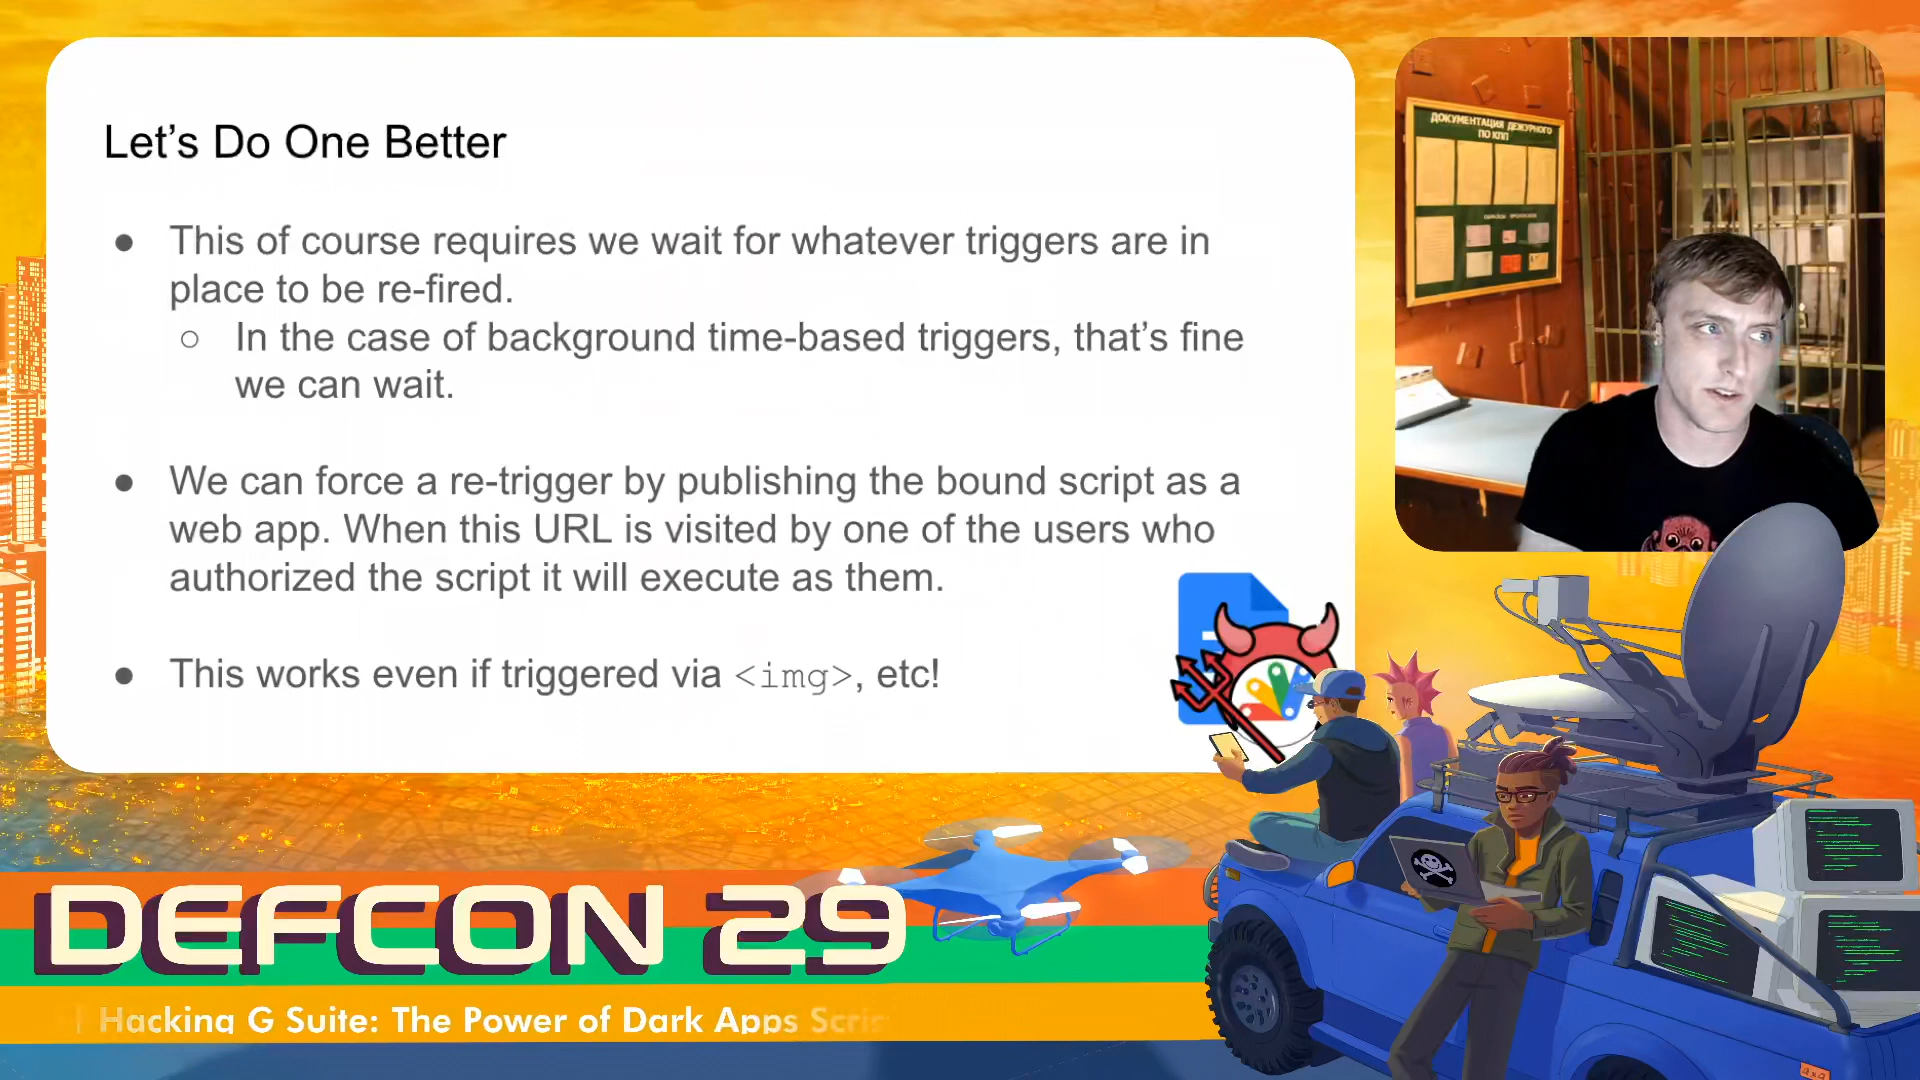 Let's Do One Better
● This of course requires we wait for whatever triggers are in
place to be re-fired.
○ In the case of background time-based triggers, that's fine
we can wait.
● We can force a re-trigger by publishing the bound script as a
web app. When this URL is visited by one of the users who
authorized the script it will execute as them.
● This works even if triggered via <img>, etc!
ДОКУМЕНТАЦИЯ ДЕЖУРНОГО
ПО КПП
DEFCON 29
Hacking G Suite: The Power of Dark Apps Scri